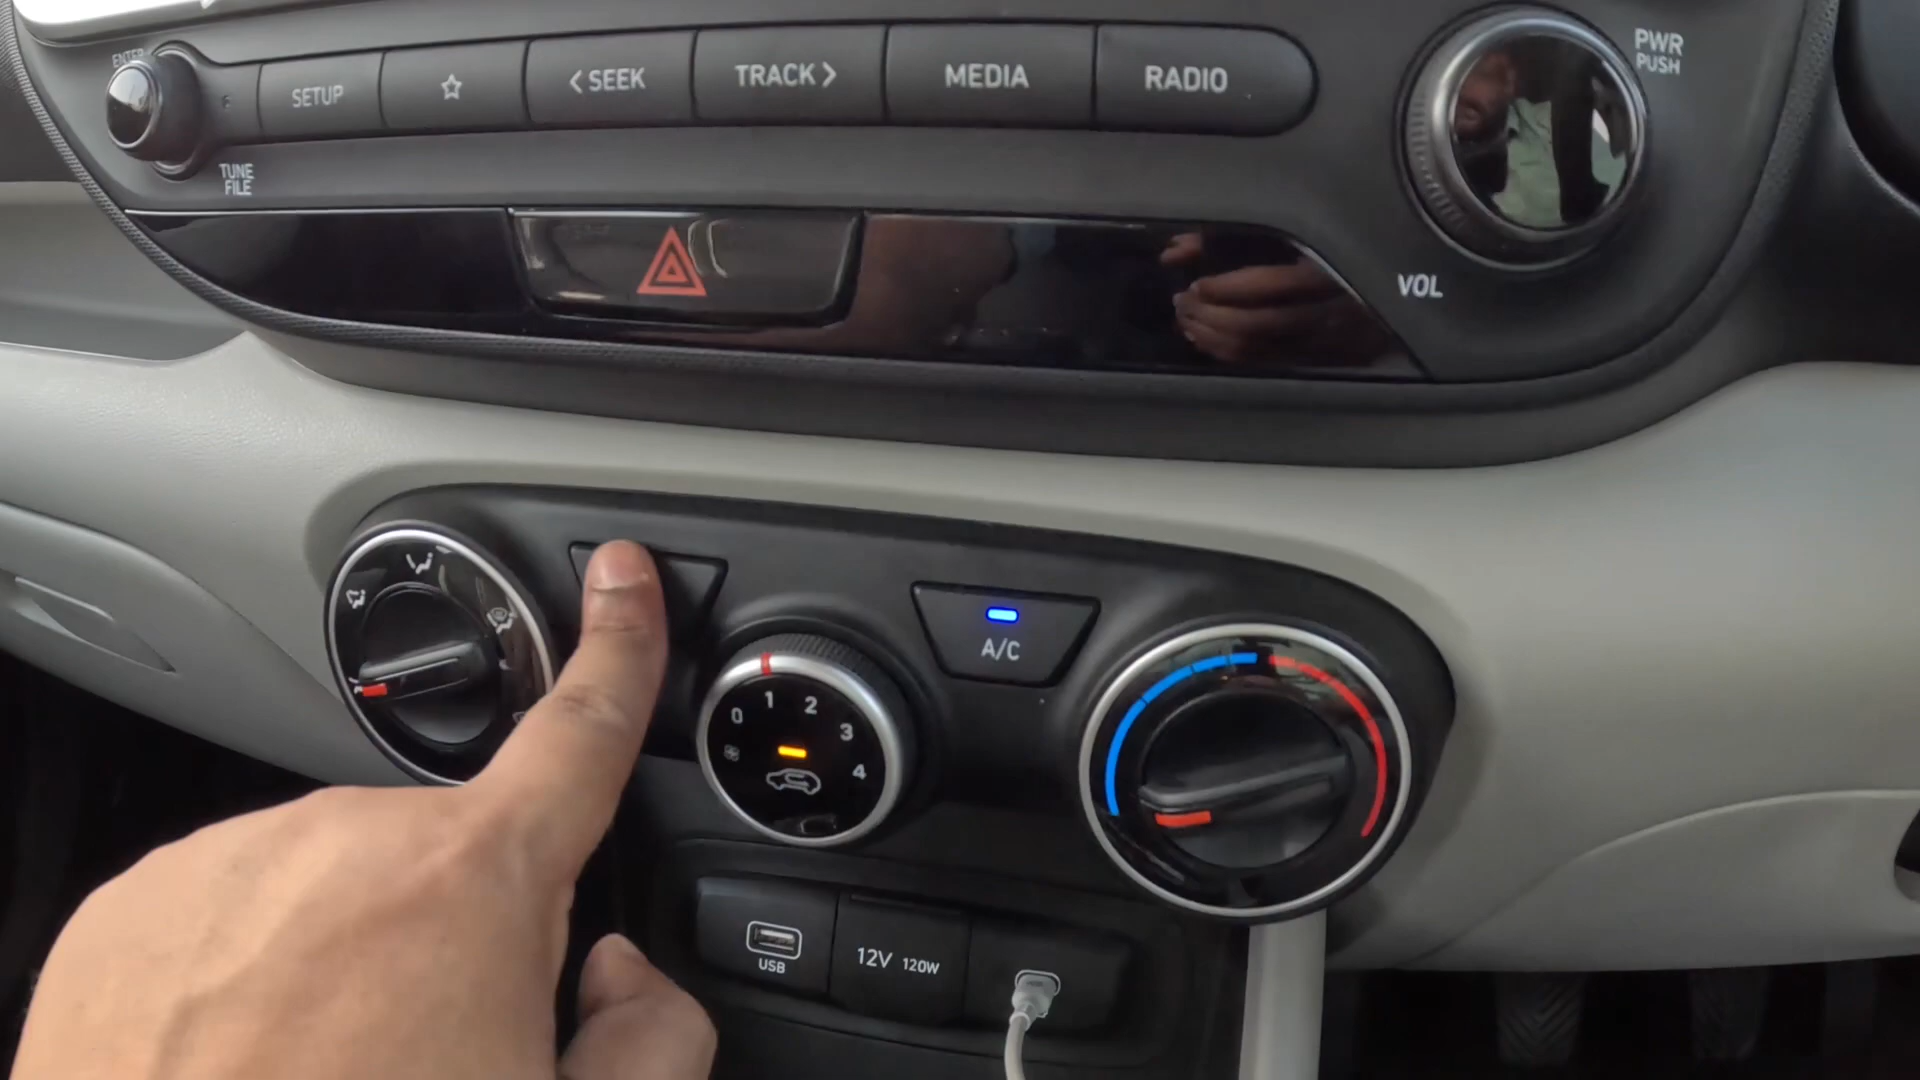 ENTER
SETUP
< SEEK
TRACK >
MEDIA
RADIO
PWR
PUSH
TUNE
FILE
VOL
A/C
0 1 2 3 4
USB
12V 120W